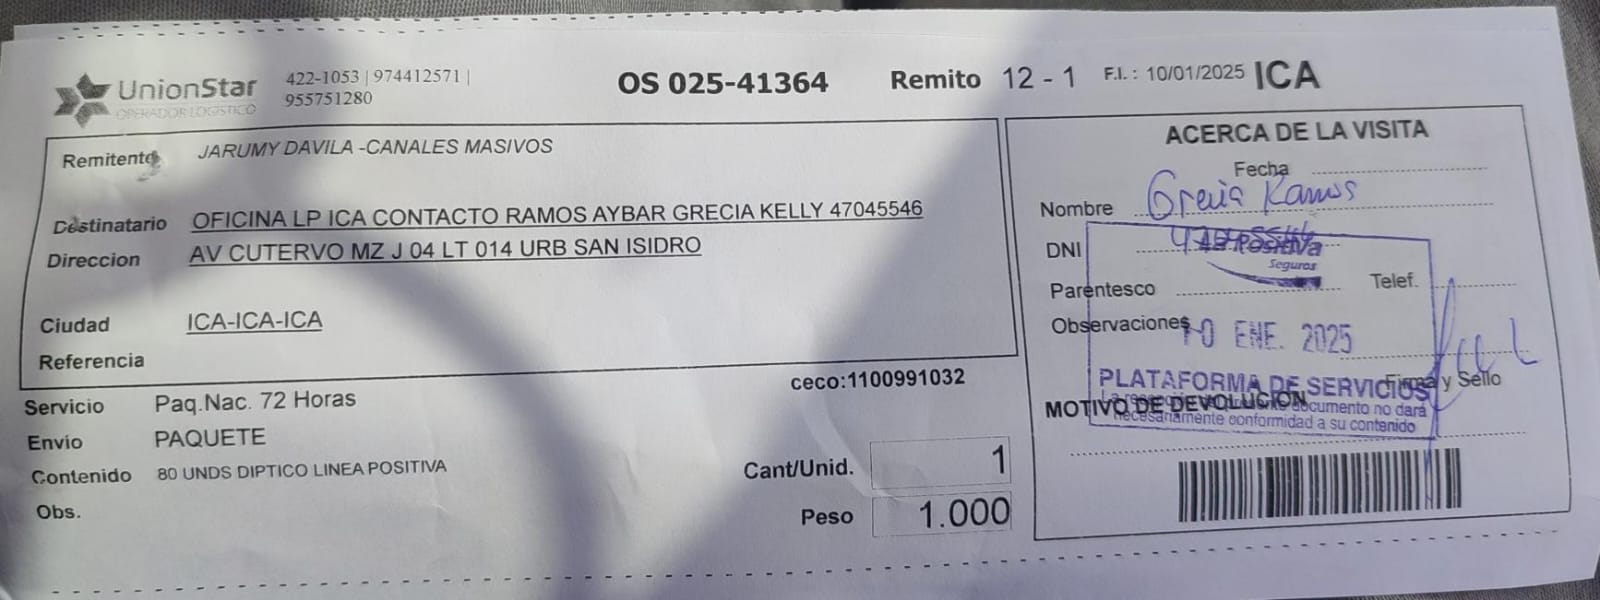 UnionStar
OPERADOR LOGISTICO
422-1053 | 974412571 |
955751280
OS 025-41364
Remito 12 - 1
F.I. : 10/01/2025
ICA
Remitente JARUMY DAVILA -CANALES MASIVOS
Destinatario OFICINA LP ICA CONTACTO RAMOS AYBAR GRECIA KELLY 47045546
Direccion AV CUTERVO MZ J 04 LT 014 URB SAN ISIDRO
Ciudad ICA-ICA-ICA
Referencia
ceco:1100991032
Servicio Paq.Nac. 72 Horas
Envio PAQUETE
Contenido 80 UNDS DIPTICO LINEA POSITIVA
Obs.
Cant/Unid. 1
Peso 1.000
ACERCA DE LA VISITA
Fecha
Nombre Grecia Ramos
DNI
Positiva
Seguros
Parentesco Telef.
Observaciones
10 ENE. 2025
PLATAFORMA DE SERVICIOS
Firma y Sello
MOTIVO DE DEVOLUCIÓN
documento no dará
necesariamente conformidad a su contenido